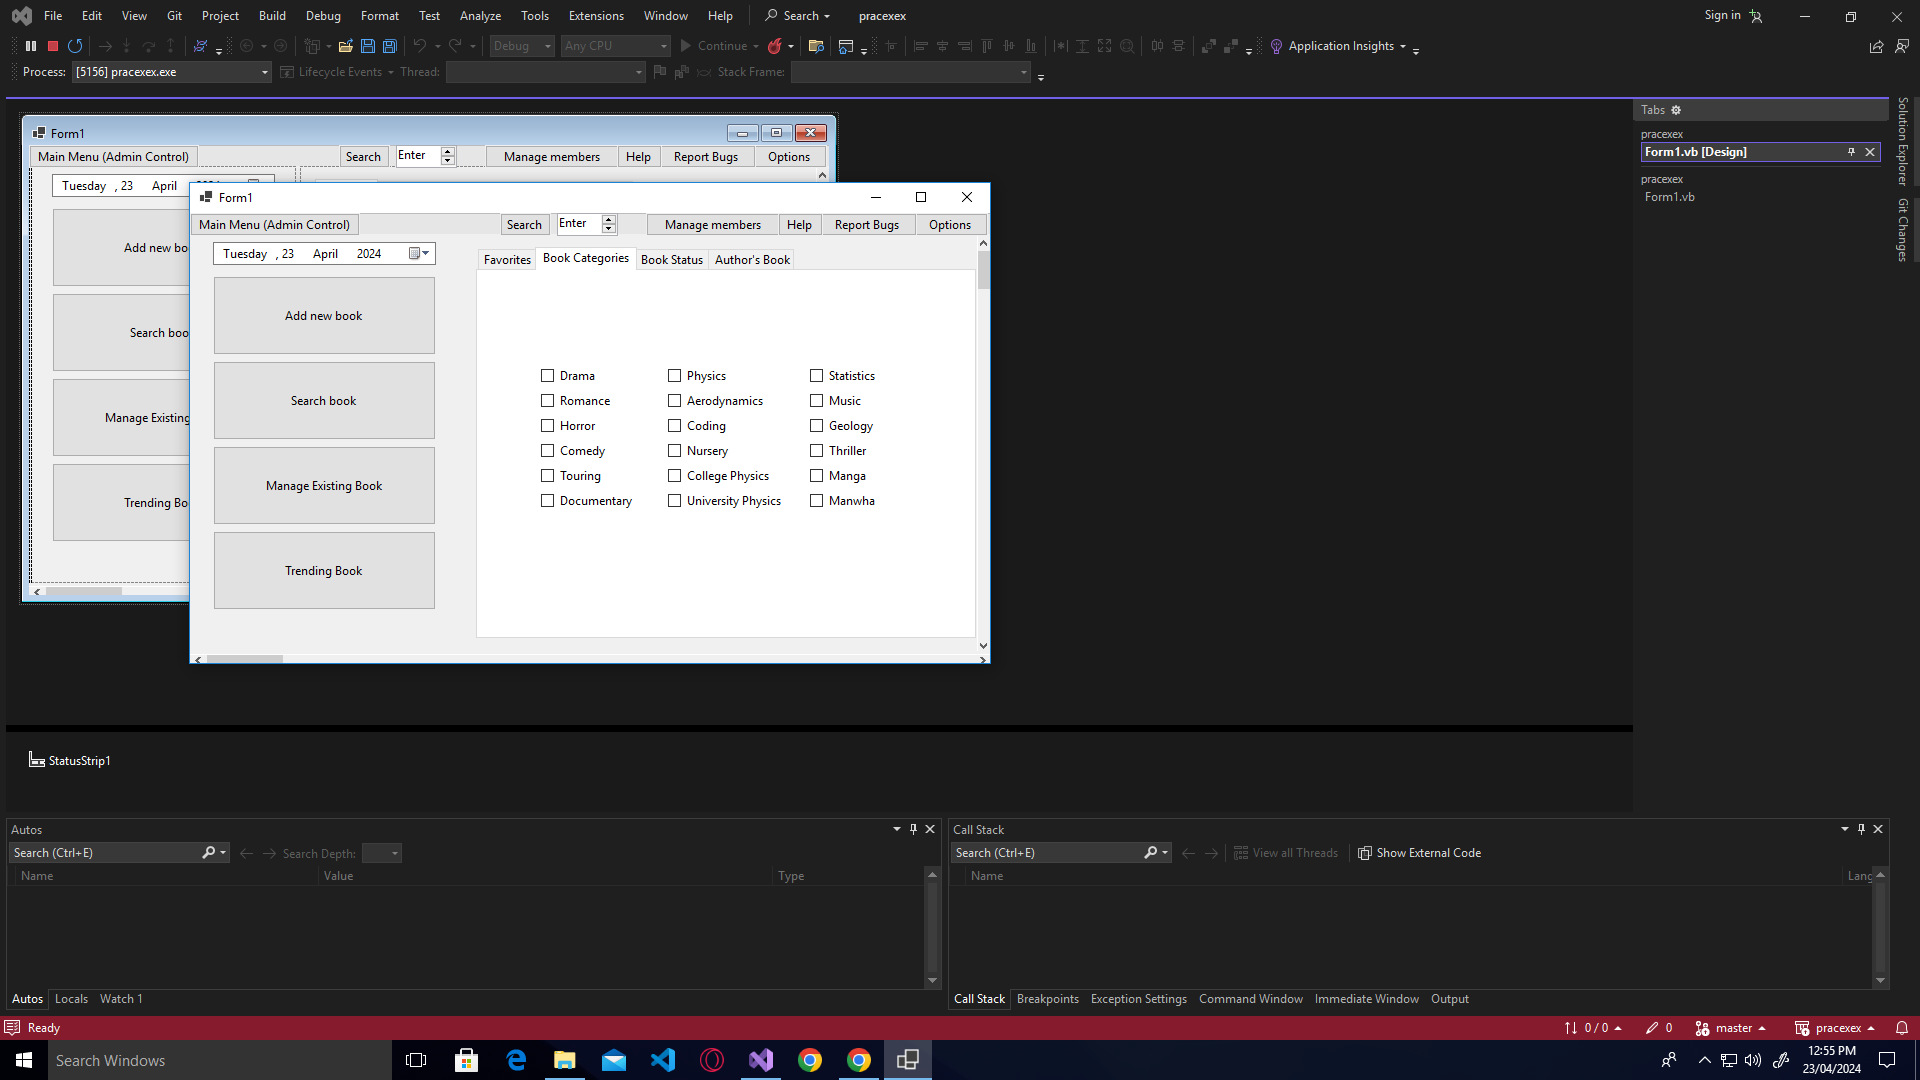 File Edit View Git Project Build Debug Format Test Analyze Tools Extensions Window Help Search pracexex Sign in
Debug Any CPU Continue Application Insights
Process: [5156] pracexex.exe Lifecycle Events Thread: Stack Frame:
Form1
Main Menu (Admin Control) Search Enter Manage members Help Report Bugs Options
Tuesday , 23 April
Add new boo
Search boo
Manage Existing
Trending Bo
Form1
Main Menu (Admin Control) Search Enter Manage members Help Report Bugs Options
Tuesday , 23 April 2024
Add new book
Search book
Manage Existing Book
Trending Book
Favorites Book Categories Book Status Author's Book
Drama Physics Statistics
Romance Aerodynamics Music
Horror Coding Geology
Comedy Nursery Thriller
Touring College Physics Manga
Documentary University Physics Manwha
Tabs
pracexex
Form1.vb [Design]
pracexex
Form1.vb
Solution Explorer
Git Changes
StatusStrip1
Autos
Search (Ctrl+E) Search Depth:
Name Value Type
Autos Locals Watch 1
Call Stack
Search (Ctrl+E) View all Threads Show External Code
Name Lang
Call Stack Breakpoints Exception Settings Command Window Immediate Window Output
Ready 0 / 0 0 master pracexex
Search Windows
12:55 PM
23/04/2024